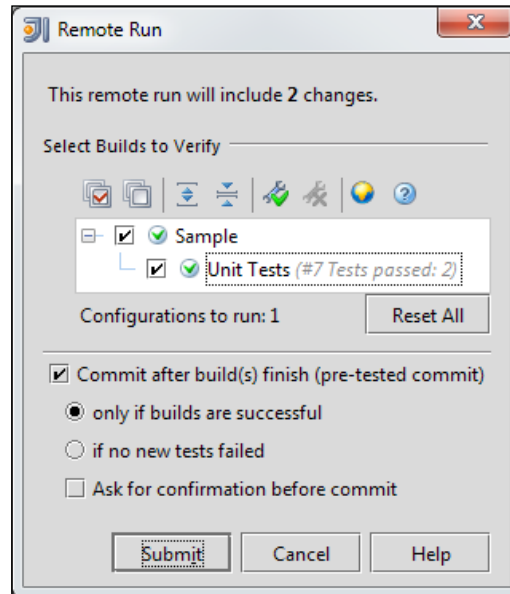 Remote Run
This remote run will include 2 changes.
Select Builds to Verify
Sample
Unit Tests (#7 Tests passed: 2)
Configurations to run: 1 Reset All
Commit after build(s) finish (pre-tested commit)
only if builds are successful
if no new tests failed
Ask for confirmation before commit
Submit Cancel Help